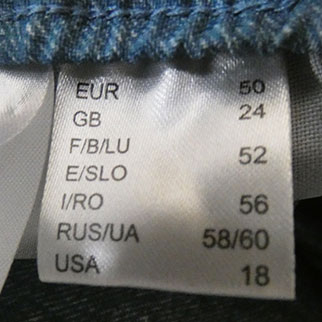 EUR 50
GB 24
F/B/LU
E/SLO 52
I/RO 56
RUS/UA 58/60
USA 18